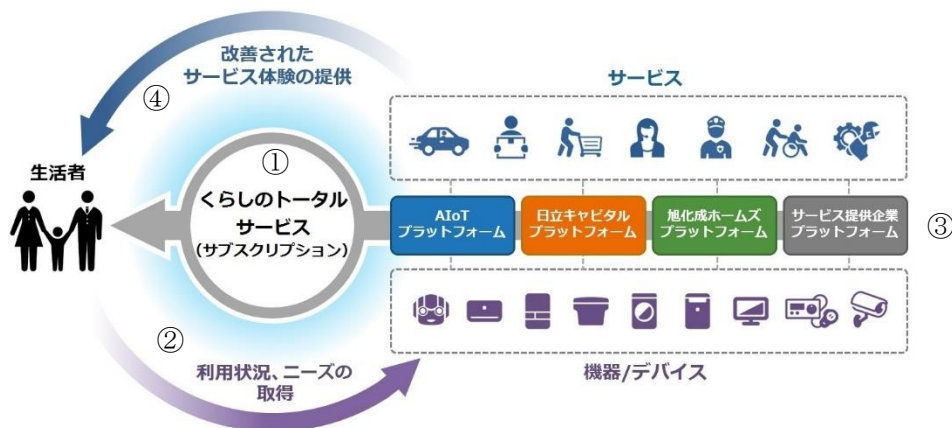 改善された
サービス体験の提供
④
サービス
生活者
①
くらしのトータル
サービス
(サブスクリプション)
AIoT
プラットフォーム
日立キャピタル
プラットフォーム
旭化成ホームズ
プラットフォーム
サービス提供企業
プラットフォーム
③
②
利用状況、ニーズの
取得
機器/デバイス